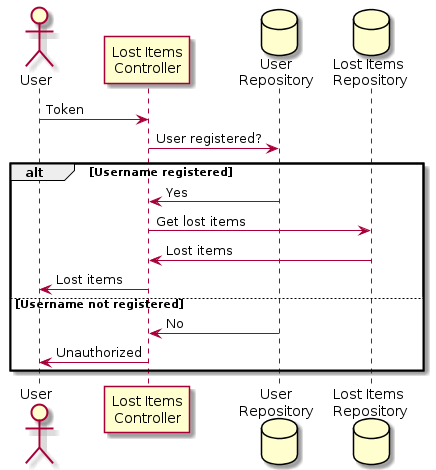 User
Lost Items
Controller
User
Repository
Lost Items
Repository
Token
User registered?
alt
[Username registered]
Yes
Get lost items
Lost items
Lost items
[Username not registered]
No
Unauthorized
User
Lost Items
Controller
User
Repository
Lost Items
Repository